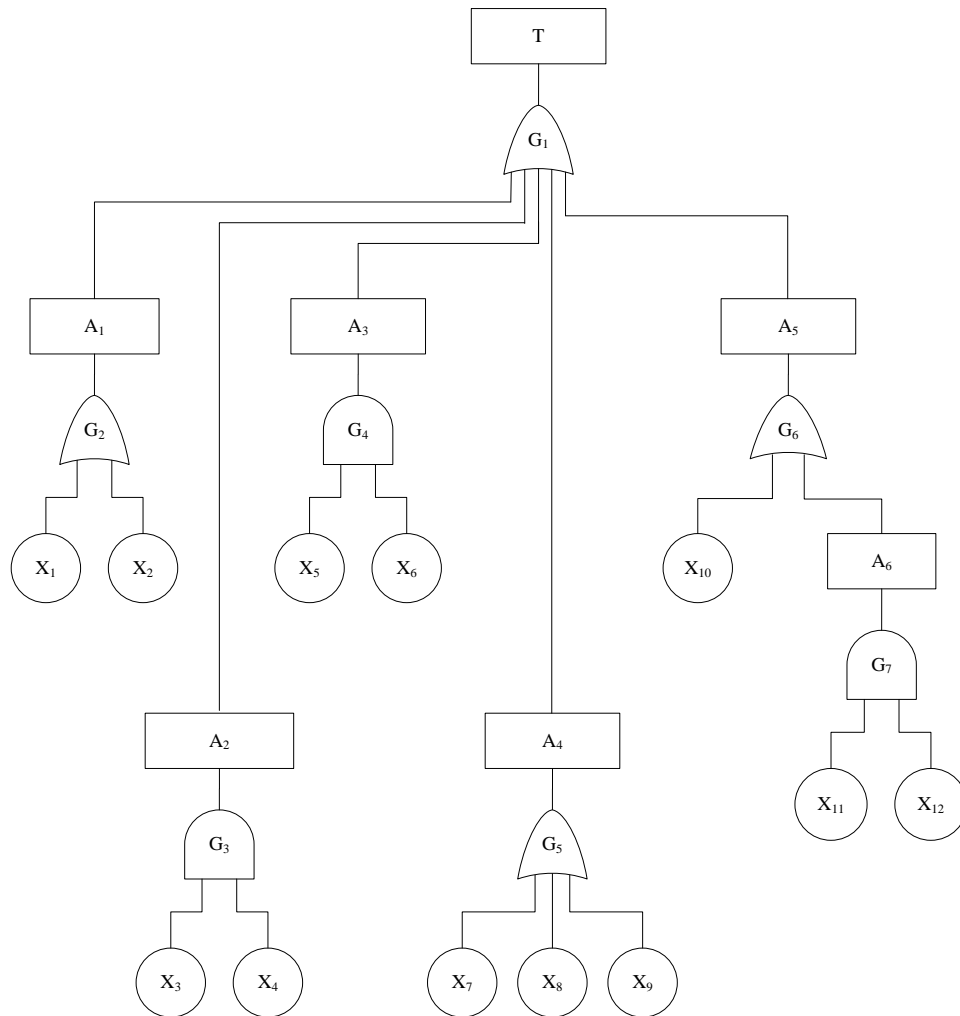 T
G₁
A₁
A₃
A₅
G₂
G₄
G₆
X₁
X₂
X₅
X₆
X₁₀
A₆
G₇
A₂
A₄
X₁₁
X₁₂
G₃
G₅
X₃
X₄
X₇
X₈
X₉